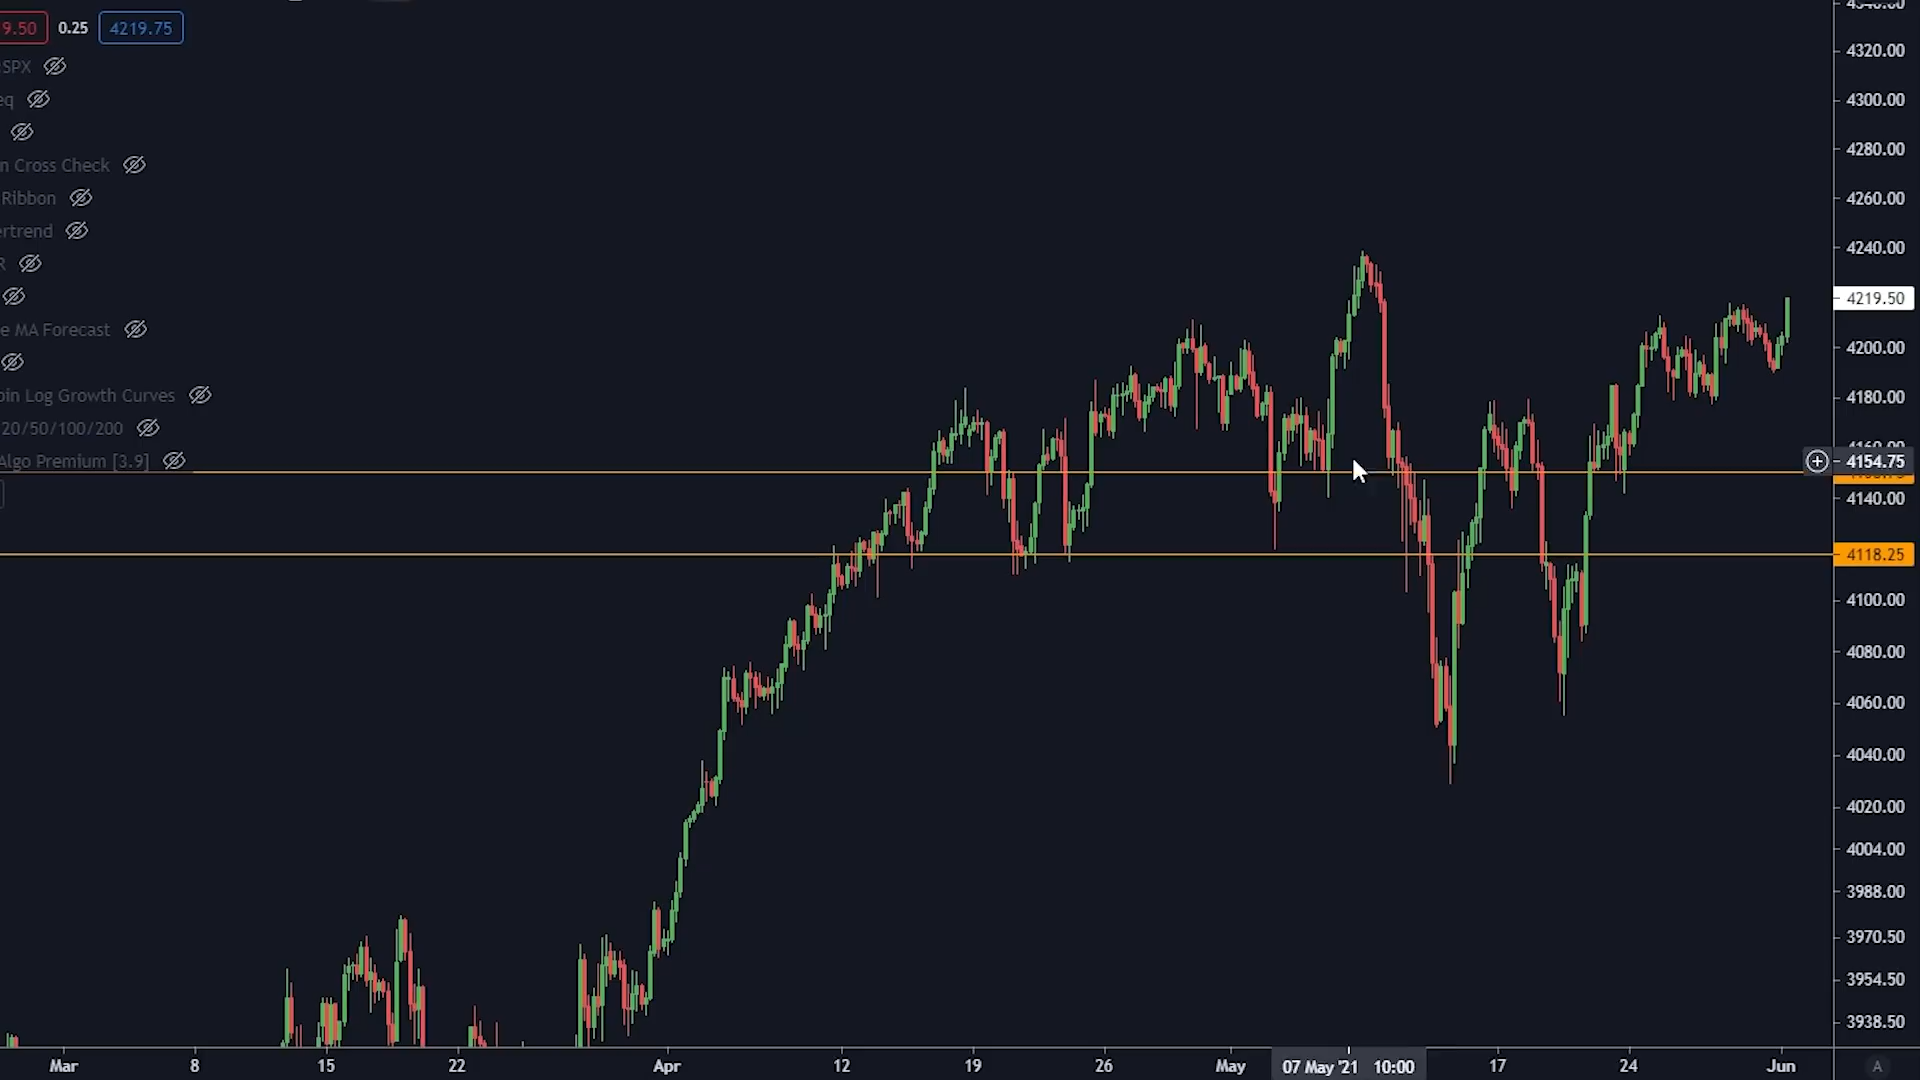 9.50 0.25 4219.75
SPX
eq
n Cross Check
Ribbon
ertrend
R
e MA Forecast
oin Log Growth Curves
20/50/100/200
Algo Premium [3.9]
4320.00
4300.00
4280.00
4260.00
4240.00
4219.50
4200.00
4180.00
4160.00
4154.75
4140.00
4118.25
4100.00
4080.00
4060.00
4040.00
4020.00
4004.00
3988.00
3970.50
3954.50
3938.50
Mar 8 15 22 Apr 12 19 26 May 07 May '21 10:00 17 24 Jun A